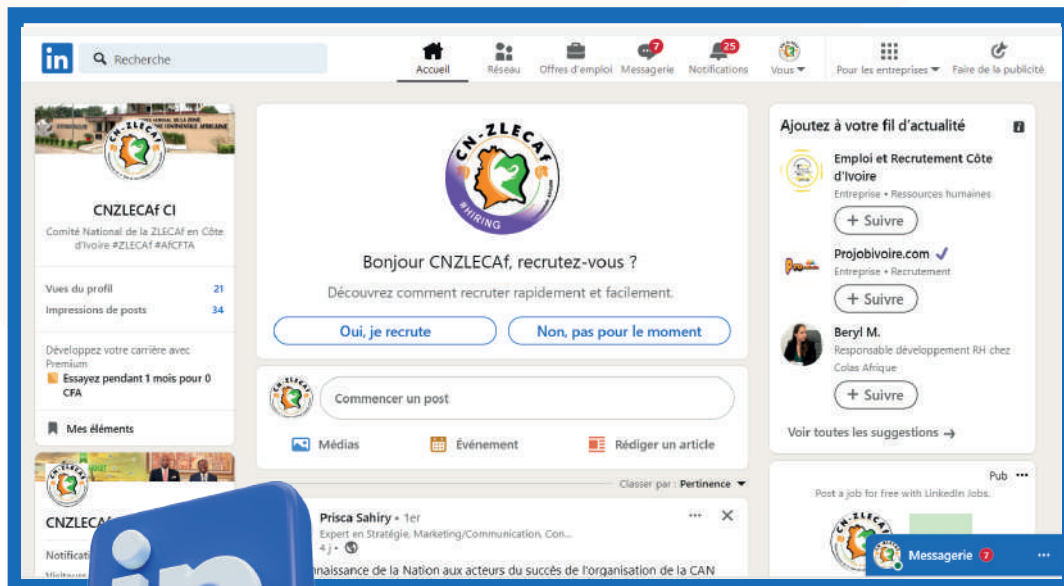 in
Recherche
Accueil
Réseau
Offres d'emploi
Messagerie
7
Notifications
25
Vous
Pour les entreprises
Faire de la publicité
CN-ZLECAf
CNZLECAf CI
Comité National de la ZLECAf en Côte
d'Ivoire #ZLECAf #AfCFTA
Vues du profil 21
Impressions de posts 34
Développez votre carrière avec
Premium
Essayez pendant 1 mois pour 0
CFA
Mes éléments
CN-ZLECAf
#HIRING
Bonjour CNZLECAf, recrutez-vous ?
Découvrez comment recruter rapidement et facilement.
Oui, je recrute
Non, pas pour le moment
Commencer un post
Médias
Événement
Rédiger un article
Classer par : Pertinence
Prisca Sahiry • 1er
Expert en Stratégie, Marketing/Communication, Con...
4 j •
naissance de la Nation aux acteurs du succès de l'organisation de la CAN
Ajoutez à votre fil d'actualité
Emploi et Recrutement Côte
d'Ivoire
Entreprise • Ressources humaines
+ Suivre
Projobivoire.com
Entreprise • Recrutement
+ Suivre
Beryl M.
Responsable développement RH chez
Colas Afrique
+ Suivre
Voir toutes les suggestions →
Pub •••
Post a job for free with LinkedIn Jobs.
Messagerie 7 •••
CNZLECA
Notificati
in